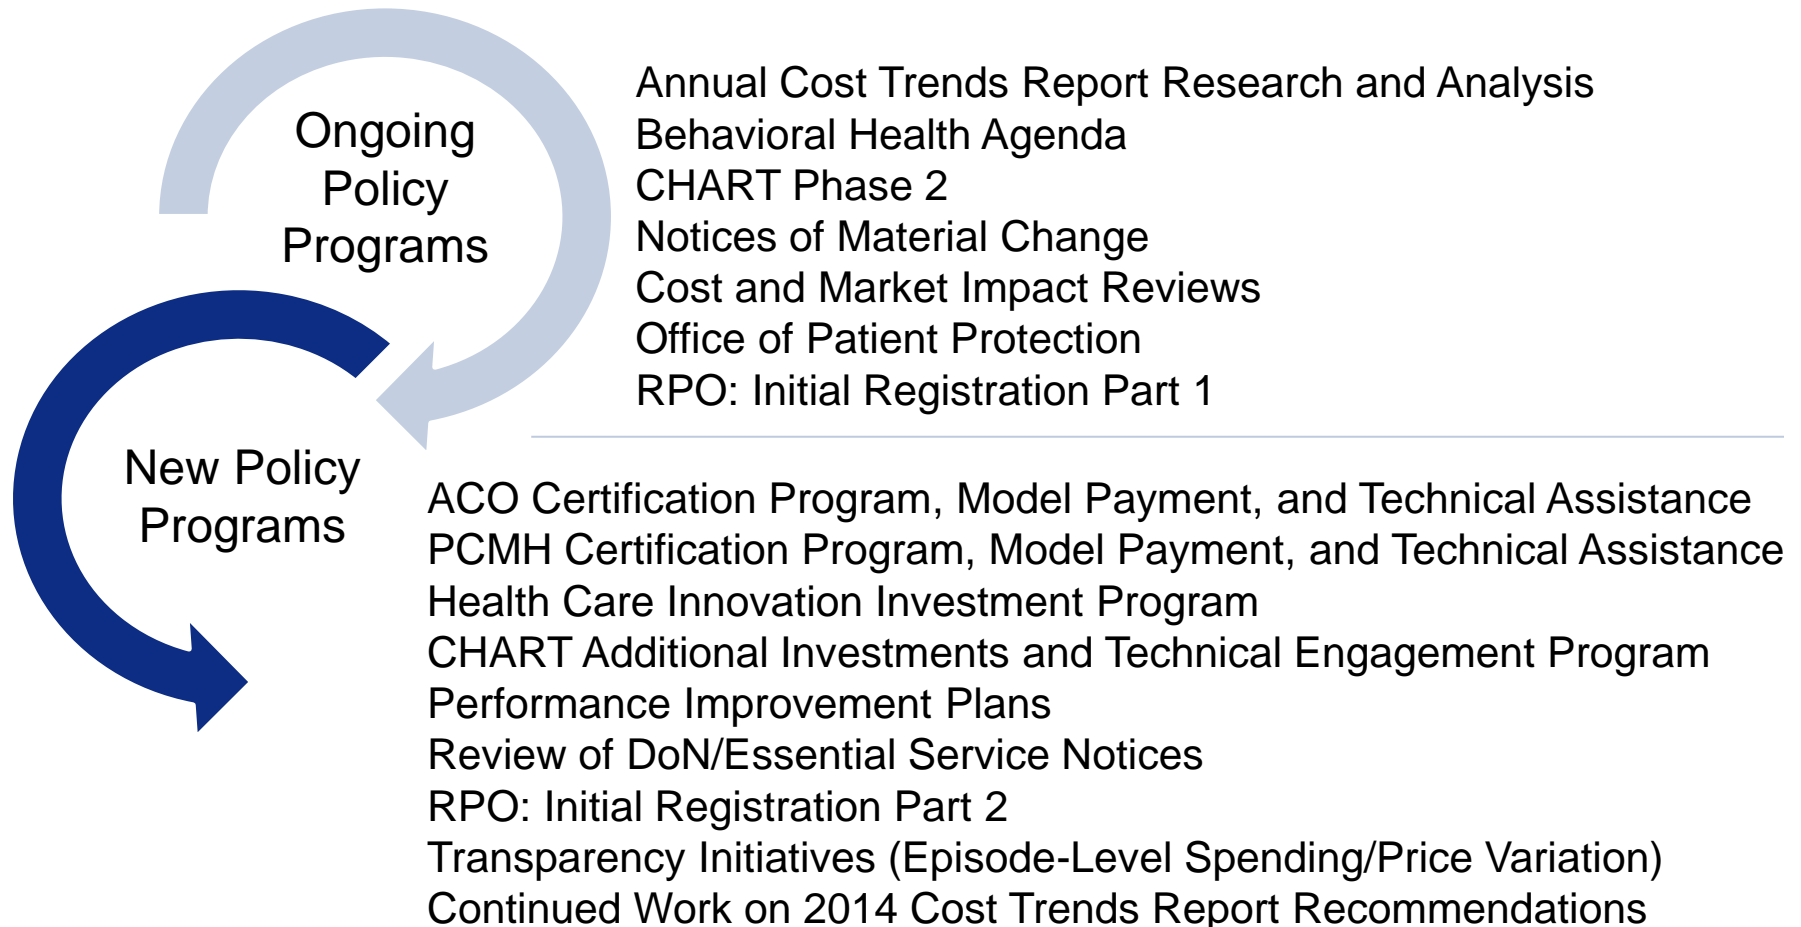 Ongoing
Policy
Programs
Annual Cost Trends Report Research and Analysis
Behavioral Health Agenda
CHART Phase 2
Notices of Material Change
Cost and Market Impact Reviews
Office of Patient Protection
RPO: Initial Registration Part 1
New Policy
Programs
ACO Certification Program, Model Payment, and Technical Assistance
PCMH Certification Program, Model Payment, and Technical Assistance
Health Care Innovation Investment Program
CHART Additional Investments and Technical Engagement Program
Performance Improvement Plans
Review of DoN/Essential Service Notices
RPO: Initial Registration Part 2
Transparency Initiatives (Episode-Level Spending/Price Variation)
Continued Work on 2014 Cost Trends Report Recommendations